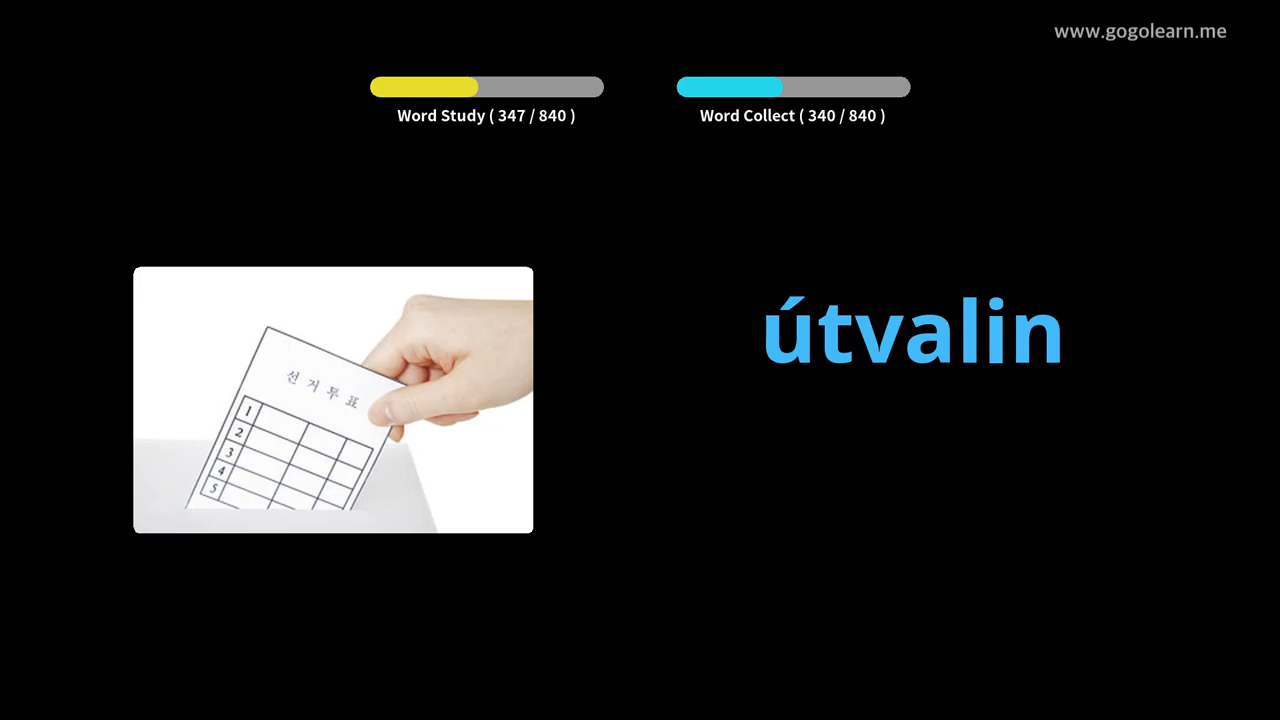 www.gogolearn.me
Word Study ( 347 / 840 )
Word Collect ( 340 / 840 )
útvalin
선거투표
1
2
3
4
5